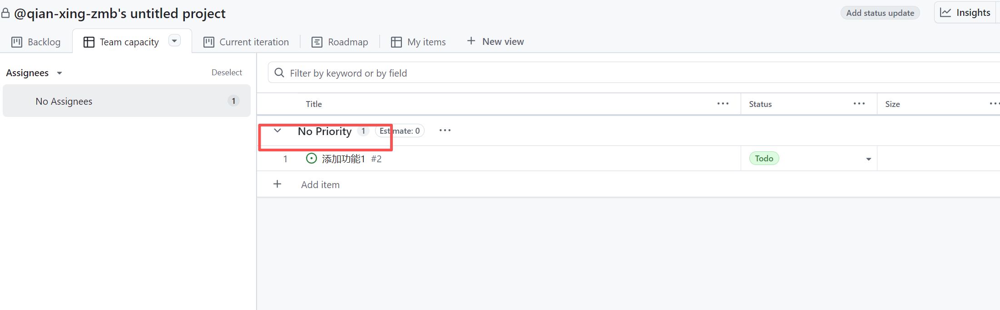 @qian-xing-zmb's untitled project
Add status update
Insights
Backlog
Team capacity
Current iteration
Roadmap
My items
New view
Assignees
Deselect
No Assignees 1
Filter by keyword or by field
Title
Status
Size
No Priority 1 Estimate: 0
1 添加功能1 #2
Todo
Add item